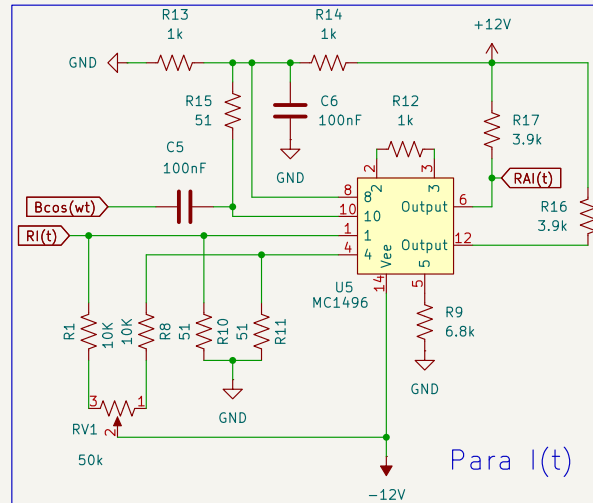 R13
1k
R14
1k
+12V
GND
R15
51
C6
100nF
R12
1k
R17
3.9k
C5
100nF
GND
2
3
RAI(t)
Bcos(wt)
8
8
2
3
10
10
Output
6
R16
3.9k
RI(t)
1
1
4
4
Output
12
Vee
5
14
5
U5
MC1496
R9
6.8k
R1
10K
10K
R8
51
R10
51
R11
GND
GND
3
1
RV1
2
50k
Para I(t)
-12V